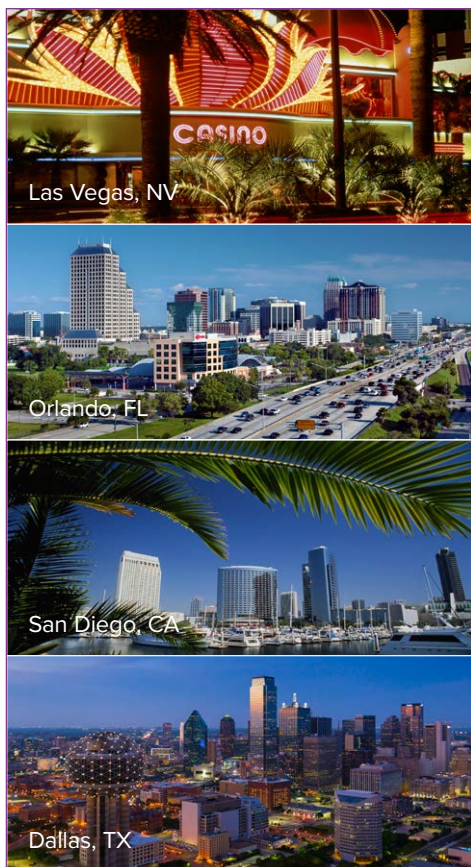 CASINO
Las Vegas, NV
Orlando, FL
San Diego, CA
Dallas, TX